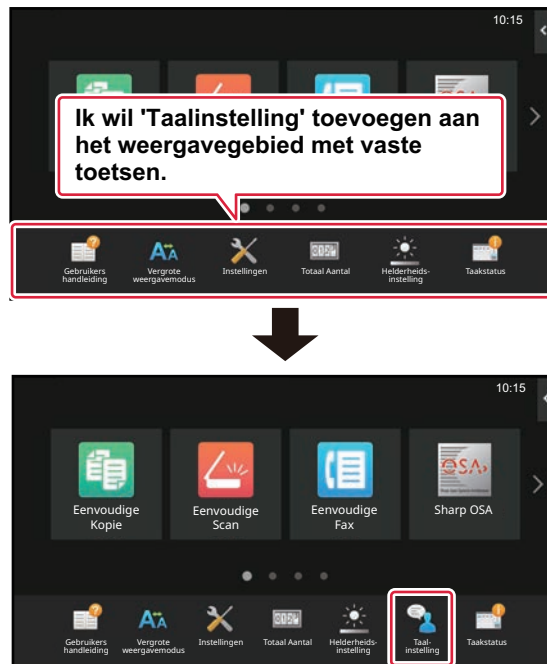 10:15
OSA
Ik wil 'Taalinstelling' toevoegen aan
het weergavegebied met vaste
toetsen.
Gebruikers
handleiding
Vergrote
weergavemodus
Instellingen
Totaal Aantal
Helderheids-
instelling
Taakstatus
10:15
Eenvoudige
Kopie
Eenvoudige
Scan
Eenvoudige
Fax
OSA
Sharp OSA
Gebruikers
handleiding
Vergrote
weergavemodus
Instellingen
Totaal Aantal
Helderheids-
instelling
Taal-
instelling
Taakstatus